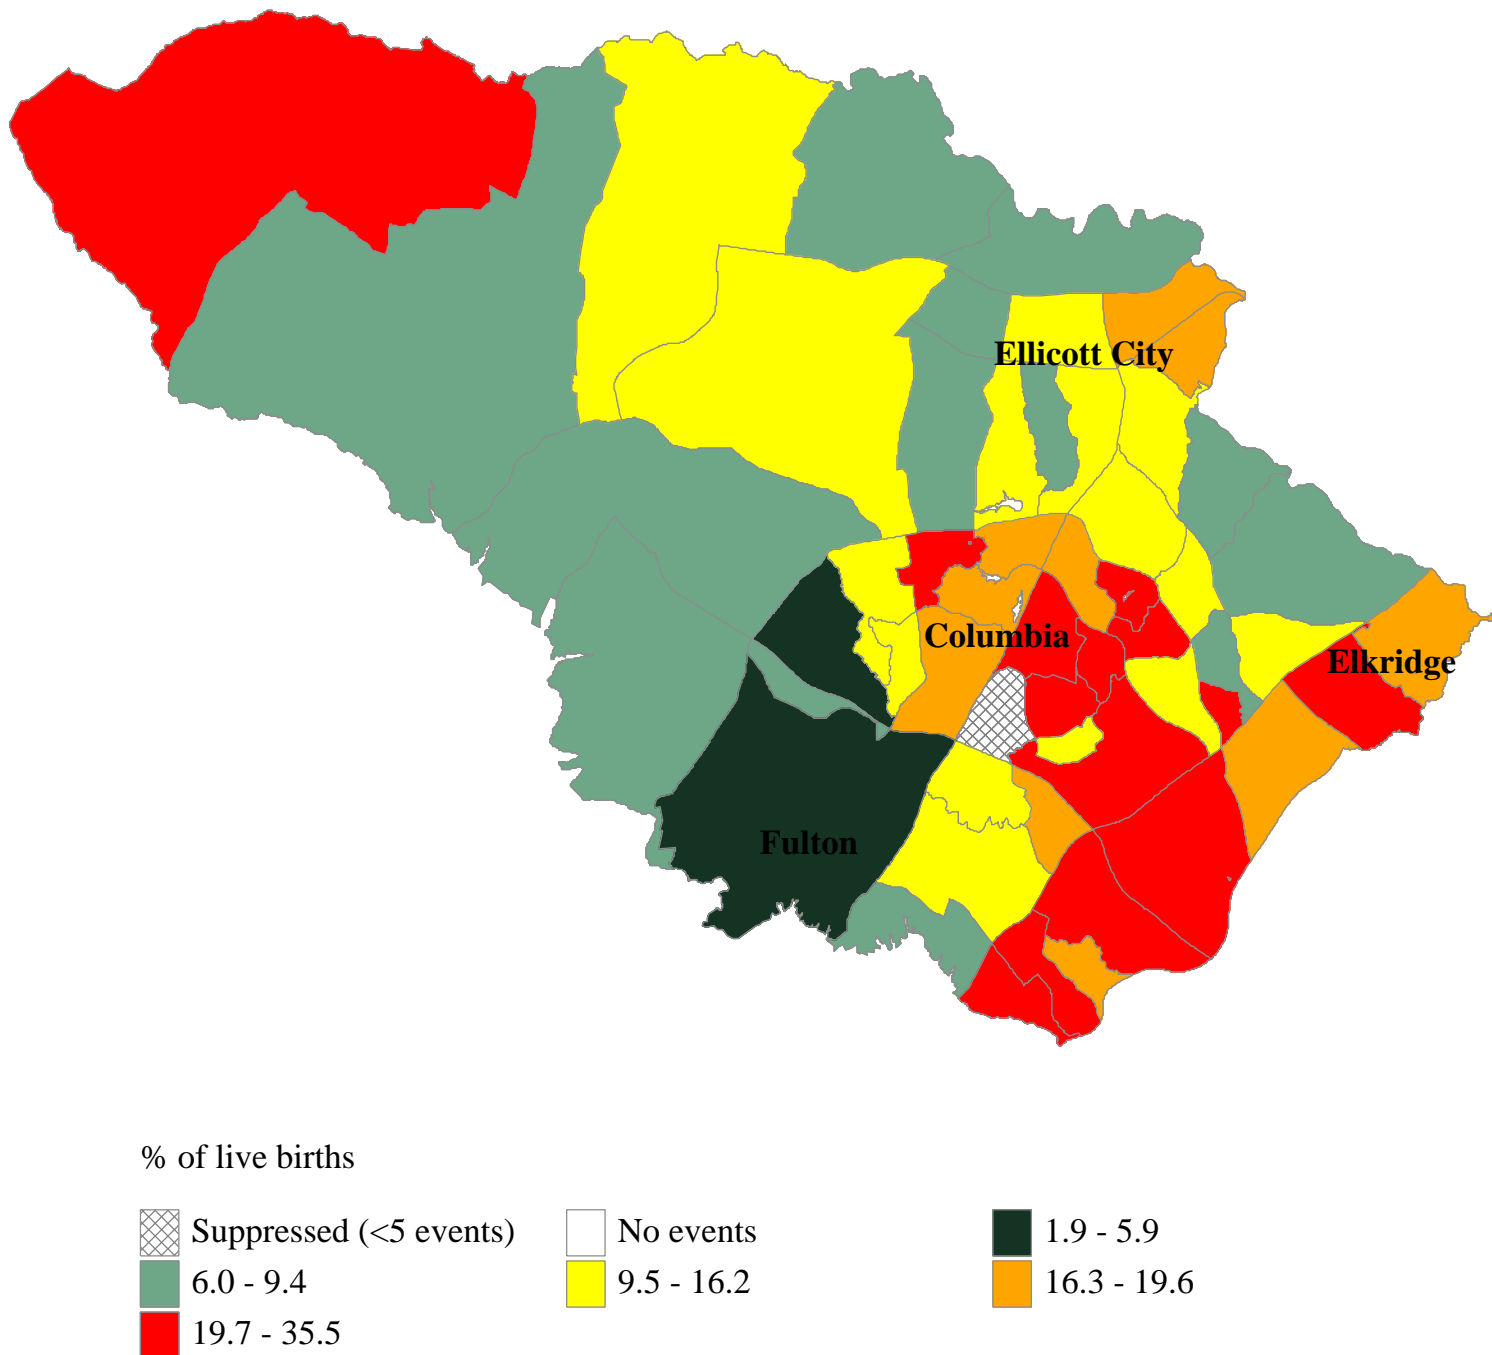 Ellicott City
Columbia
Elkridge
Fulton
% of live births
Suppressed (<5 events)
No events
1.9 - 5.9
6.0 - 9.4
9.5 - 16.2
16.3 - 19.6
19.7 - 35.5